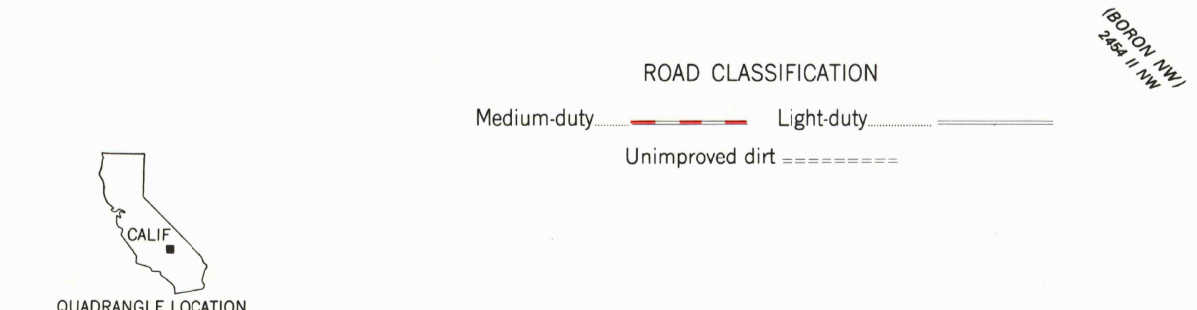 (BORON NW)
2454 II NW
ROAD CLASSIFICATION
Medium-duty Light-duty
Unimproved dirt
CALIF
QUADRANGLE LOCATION